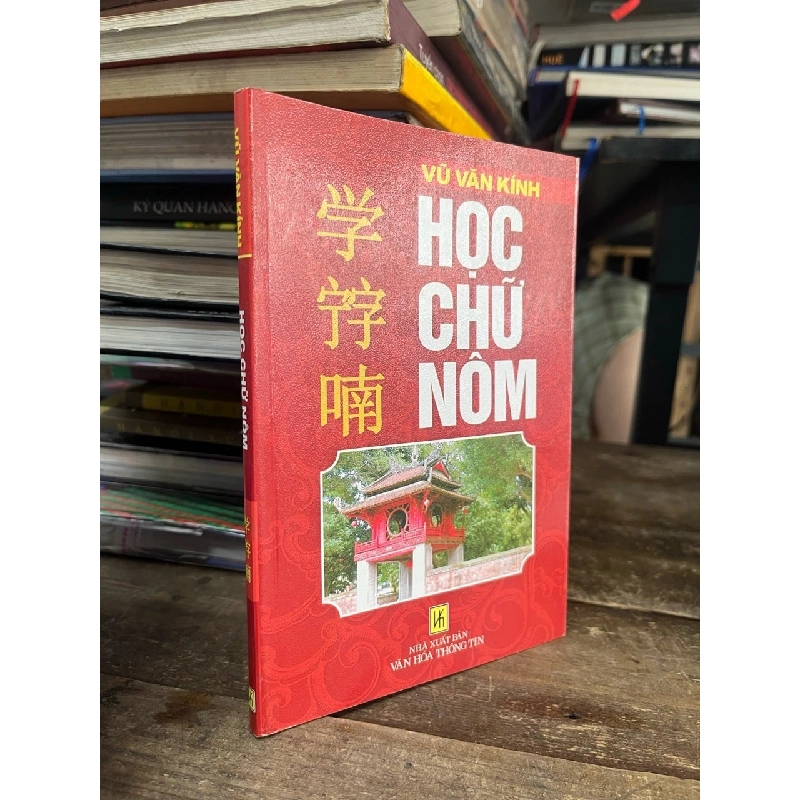 HUẾ
KỲ QUAN HANG
VŨ VĂN KÍNH
HỌC CHỮ NÔM
VŨ VĂN KÍNH
HỌC
CHỮ
NÔM
学
喃
NHÀ XUẤT BẢN
VĂN HÓA THÔNG TIN